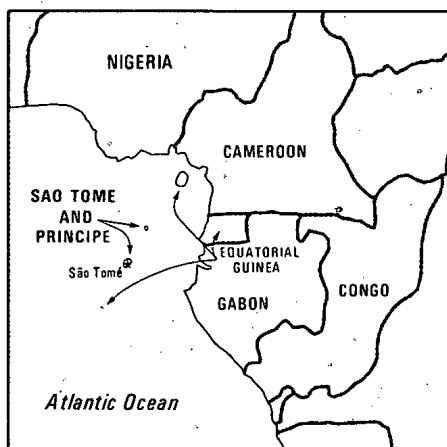 NIGERIA
CAMEROON
SAO TOME
AND
PRINCIPE
São Tomé
EQUATORIAL
GUINEA
GABON
CONGO
Atlantic Ocean